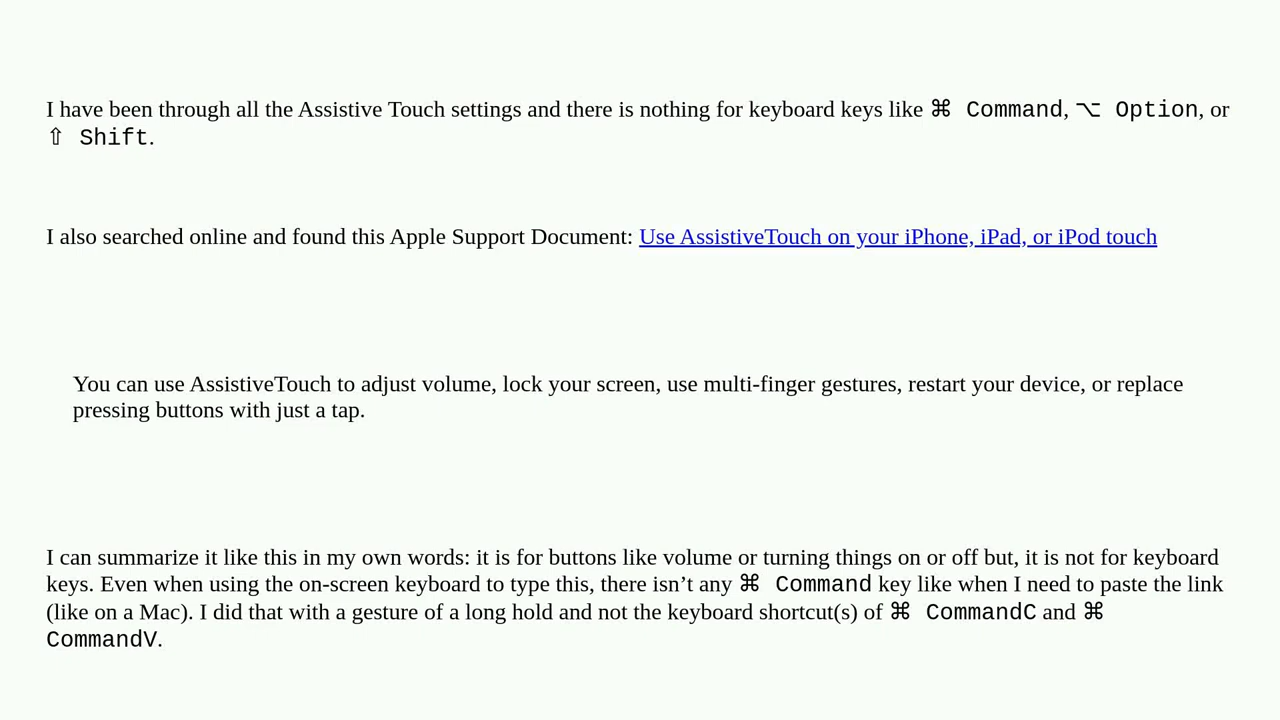 I have been through all the Assistive Touch settings and there is nothing for keyboard keys like ⌘ Command, ⌥ Option, or
⇧ Shift.
I also searched online and found this Apple Support Document: Use AssistiveTouch on your iPhone, iPad, or iPod touch
You can use AssistiveTouch to adjust volume, lock your screen, use multi-finger gestures, restart your device, or replace
pressing buttons with just a tap.
I can summarize it like this in my own words: it is for buttons like volume or turning things on or off but, it is not for keyboard
keys. Even when using the on-screen keyboard to type this, there isn’t any ⌘ Command key like when I need to paste the link
(like on a Mac). I did that with a gesture of a long hold and not the keyboard shortcut(s) of ⌘ CommandC and ⌘
CommandV.